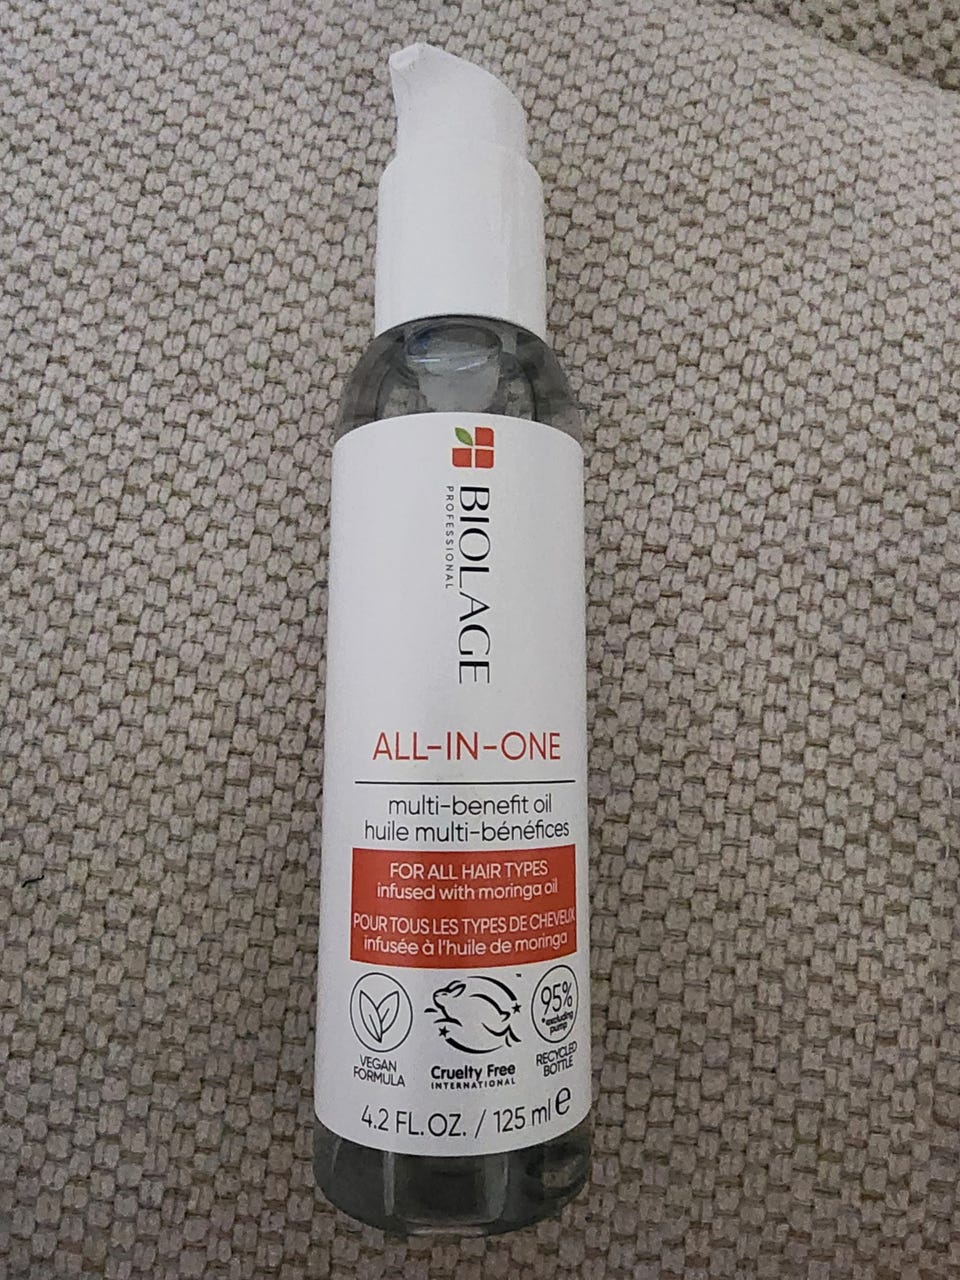 BIOLAGE
PROFESSIONAL
ALL-IN-ONE
multi-benefit oil
huile multi-bénéfices
FOR ALL HAIR TYPES
infused with moringa oil
POUR TOUS LES TYPES DE CHEVEUX
infusée à l'huile de moringa
VEGAN
FORMULA
Cruelty Free
INTERNATIONAL
™
95%
*excluding
pump
RECYCLED
BOTTLE
4.2 FL. OZ. / 125 ml ℮